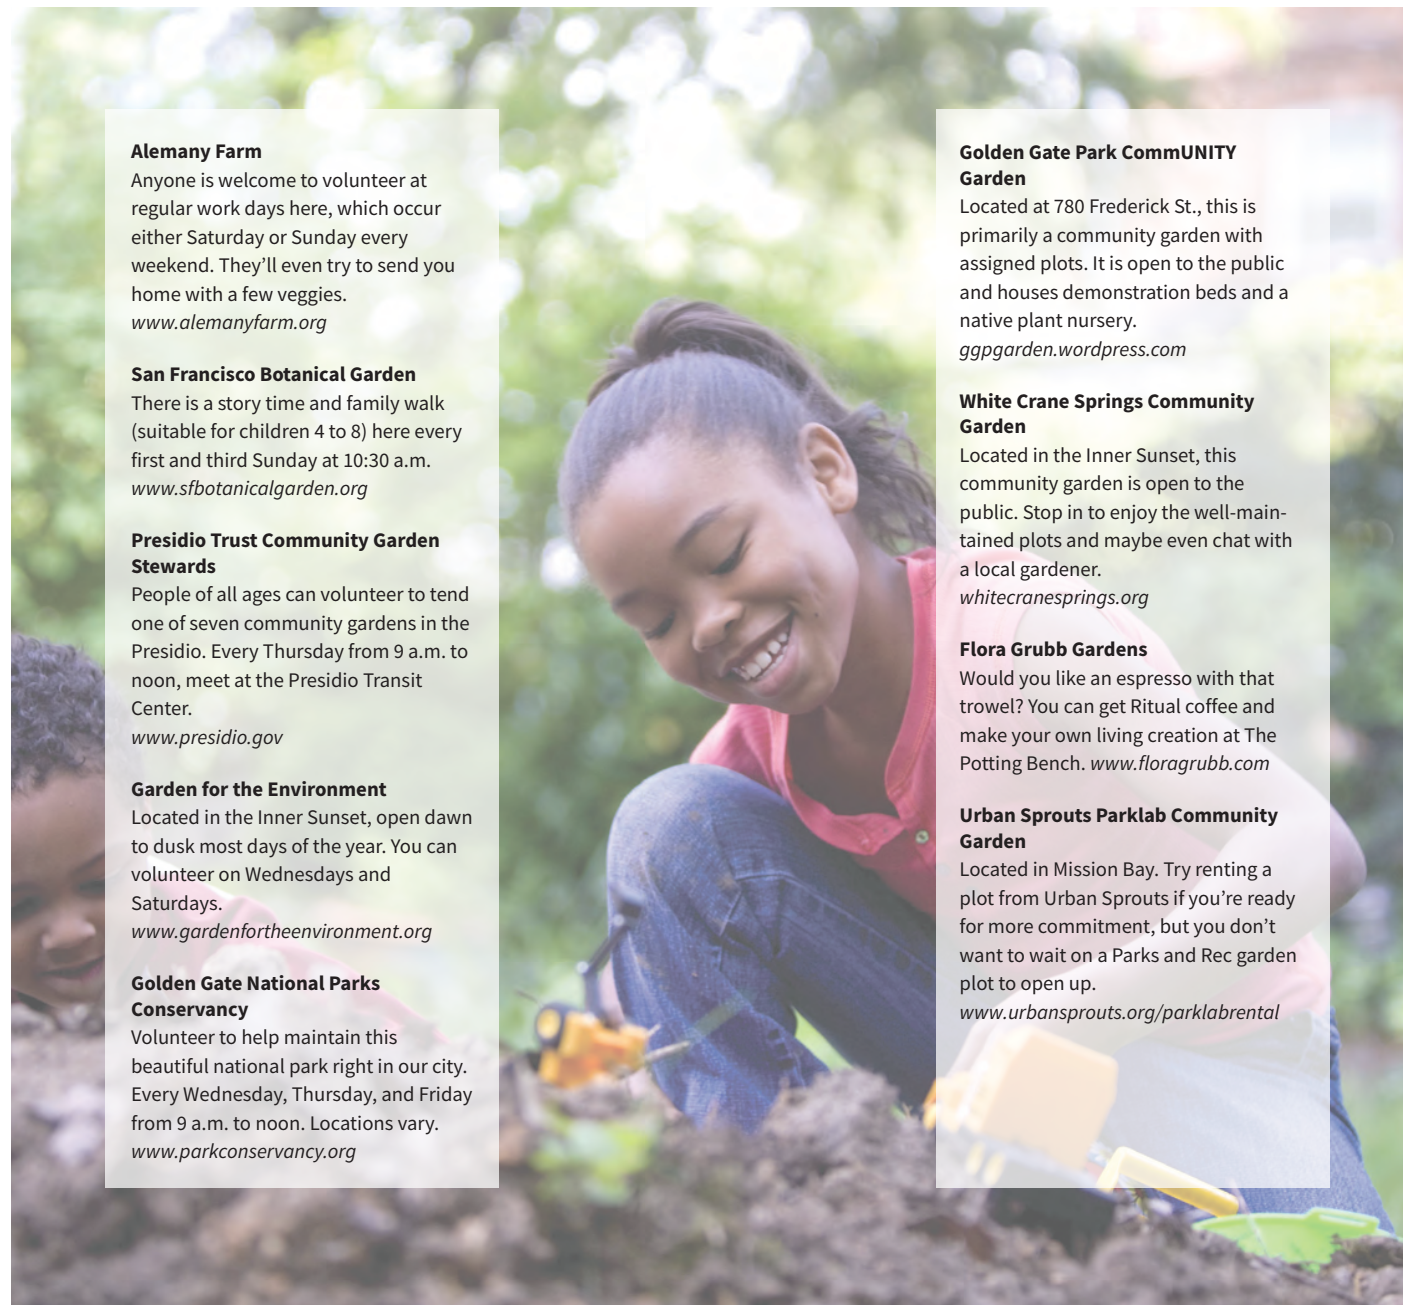 Alemany Farm
Anyone is welcome to volunteer at
regular work days here, which occur
either Saturday or Sunday every
weekend. They’ll even try to send you
home with a few veggies.
www.alemanyfarm.org
San Francisco Botanical Garden
There is a story time and family walk
(suitable for children 4 to 8) here every
first and third Sunday at 10:30 a.m.
www.sfbotanicalgarden.org
Presidio Trust Community Garden
Stewards
People of all ages can volunteer to tend
one of seven community gardens in the
Presidio. Every Thursday from 9 a.m. to
noon, meet at the Presidio Transit
Center.
www.presidio.gov
Garden for the Environment
Located in the Inner Sunset, open dawn
to dusk most days of the year. You can
volunteer on Wednesdays and
Saturdays.
www.gardenfortheenvironment.org
Golden Gate National Parks
Conservancy
Volunteer to help maintain this
beautiful national park right in our city.
Every Wednesday, Thursday, and Friday
from 9 a.m. to noon. Locations vary.
www.parkconservancy.org
Golden Gate Park CommUNITY
Garden
Located at 780 Frederick St., this is
primarily a community garden with
assigned plots. It is open to the public
and houses demonstration beds and a
native plant nursery.
ggpgarden.wordpress.com
White Crane Springs Community
Garden
Located in the Inner Sunset, this
community garden is open to the
public. Stop in to enjoy the well-main-
tained plots and maybe even chat with
a local gardener.
whitecranesprings.org
Flora Grubb Gardens
Would you like an espresso with that
trowel? You can get Ritual coffee and
make your own living creation at The
Potting Bench. www.floragrubb.com
Urban Sprouts Parklab Community
Garden
Located in Mission Bay. Try renting a
plot from Urban Sprouts if you’re ready
for more commitment, but you don’t
want to wait on a Parks and Rec garden
plot to open up.
www.urbansprouts.org/parklabrental